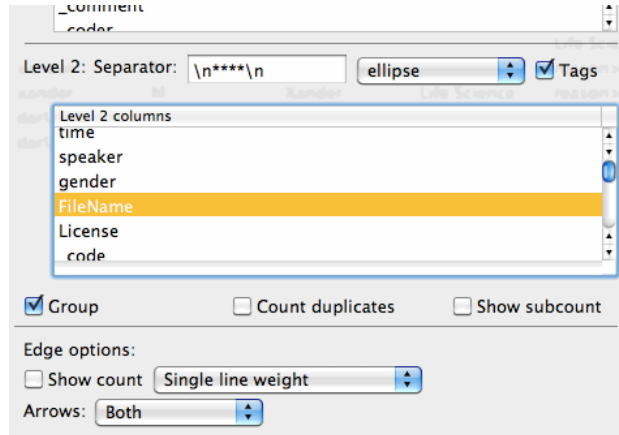 _comment
coder
Level 2: Separator: \n****\n ellipse Tags
Level 2 columns
time
speaker
gender
FileName
License
_code
Group Count duplicates Show subcount
Edge options:
Show count Single line weight
Arrows: Both